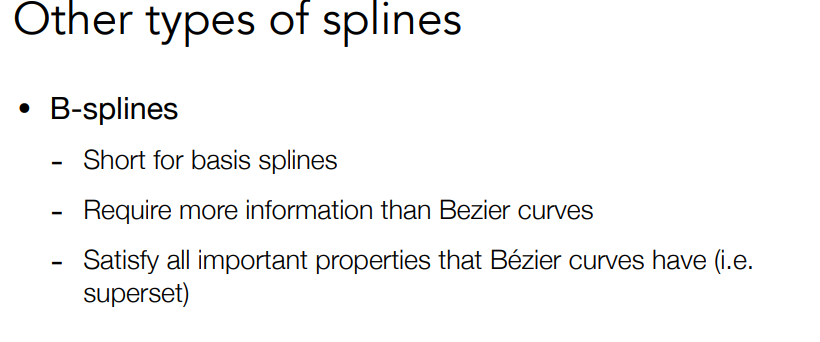 Other types of splines
• B-splines
- Short for basis splines
- Require more information than Bezier curves
- Satisfy all important properties that Bézier curves have (i.e.
superset)